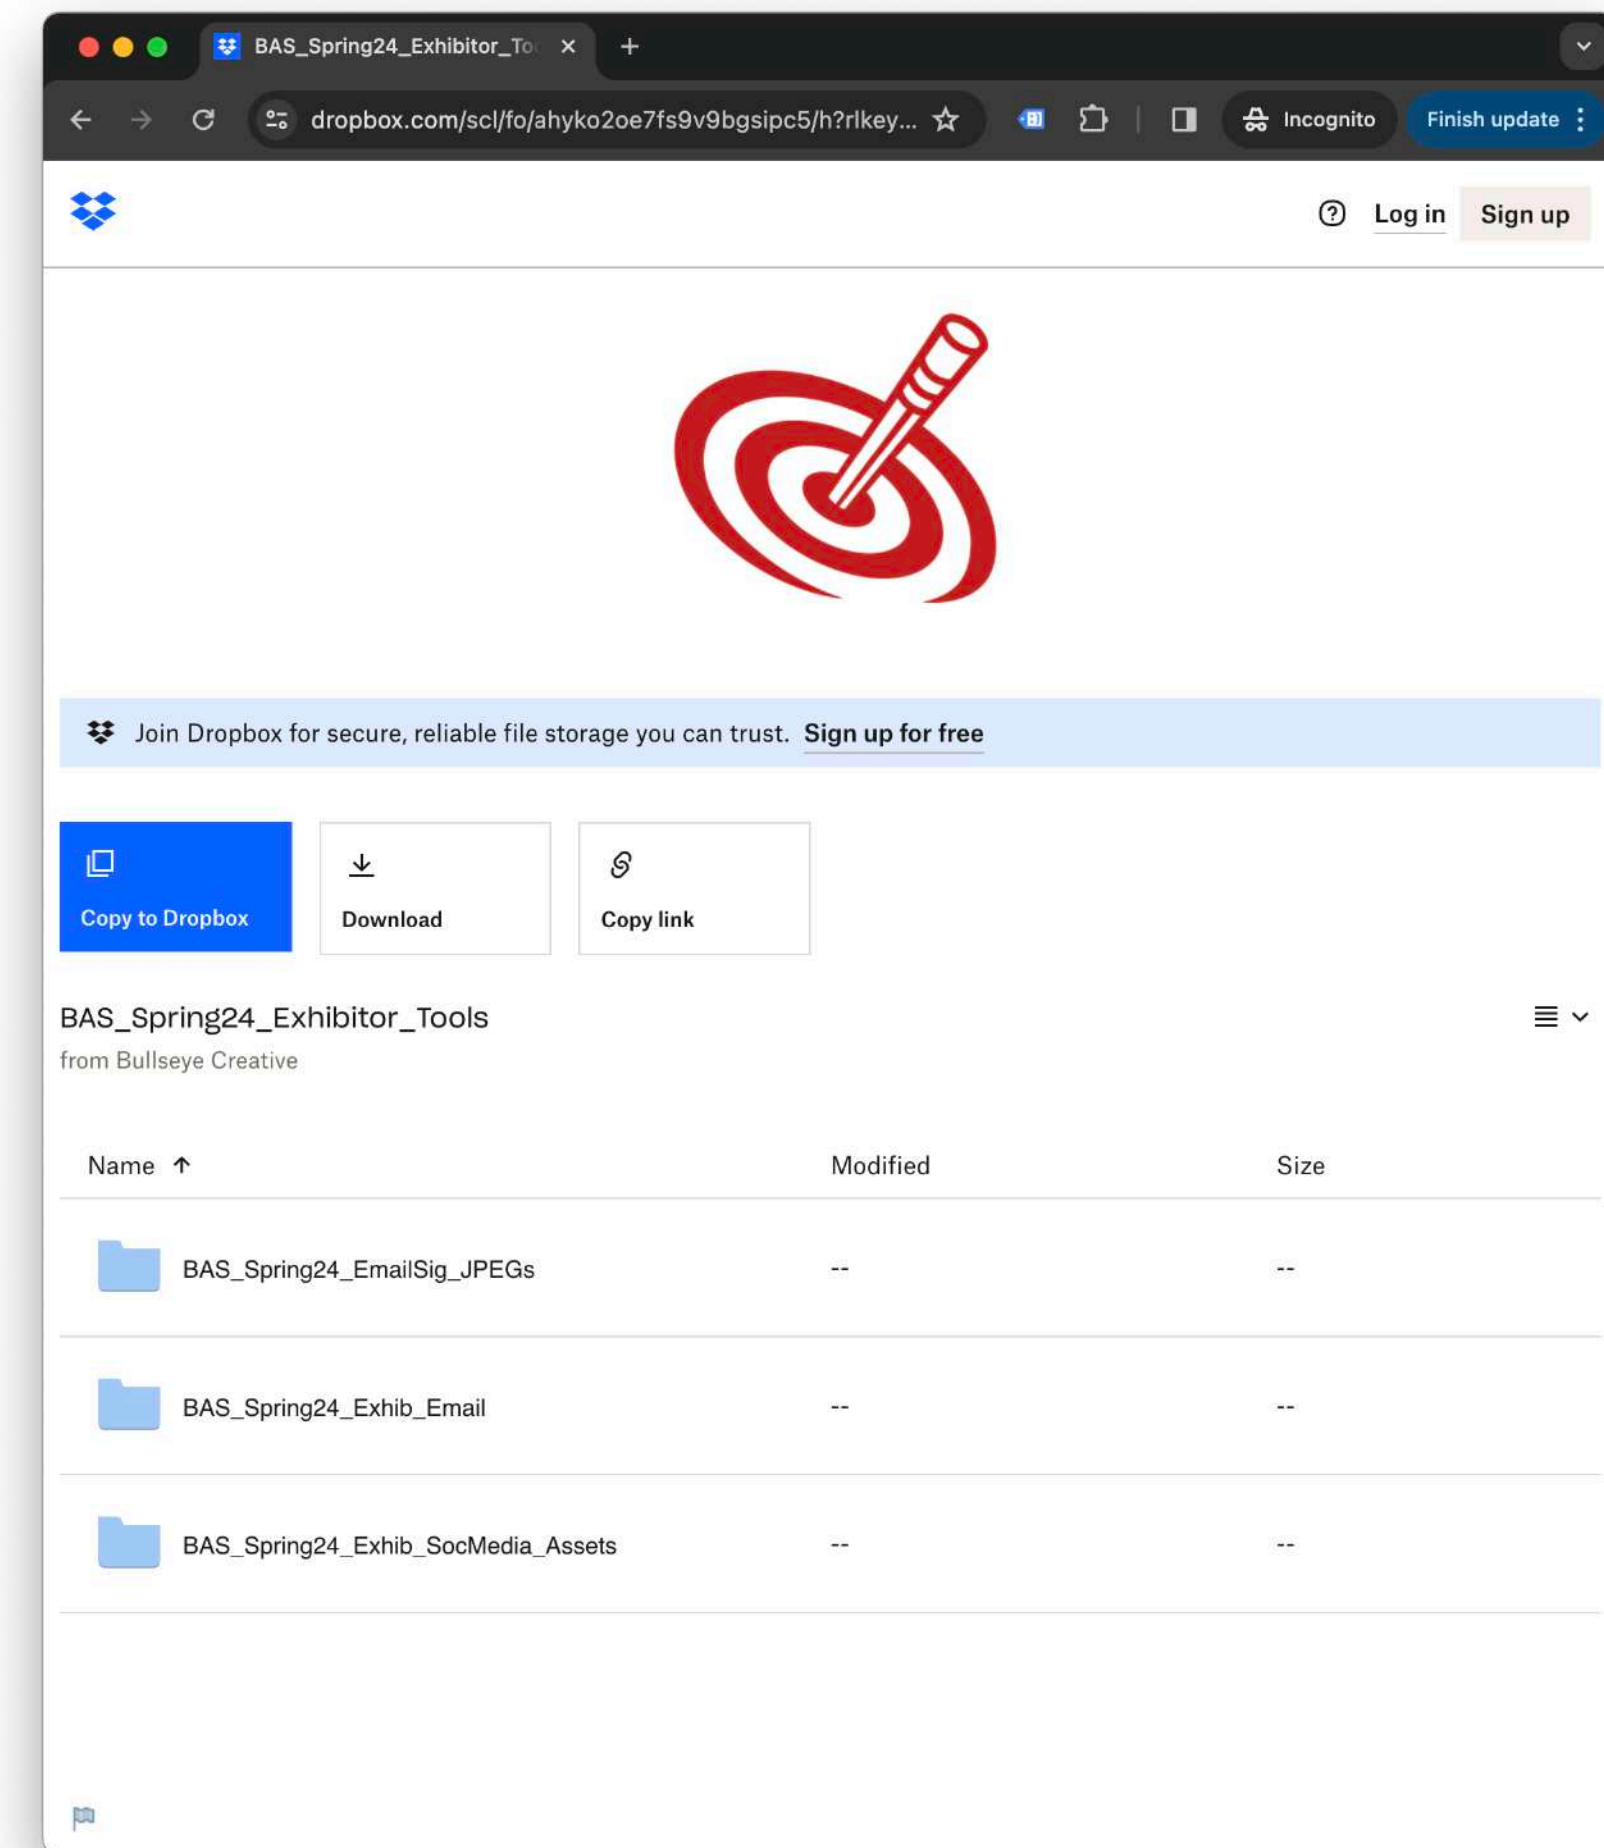 BAS_Spring24_Exhibitor_To
dropbox.com/scl/fo/ahyko2oe7fs9v9bgsipc5/h?rlkey... Incognito Finish update
Log in Sign up
Join Dropbox for secure, reliable file storage you can trust. Sign up for free
Copy to Dropbox Download Copy link
BAS_Spring24_Exhibitor_Tools
from Bullseye Creative
Name Modified Size
BAS_Spring24_EmailSig_JPEGs -- --
BAS_Spring24_Exhib_Email -- --
BAS_Spring24_Exhib_SocMedia_Assets -- --